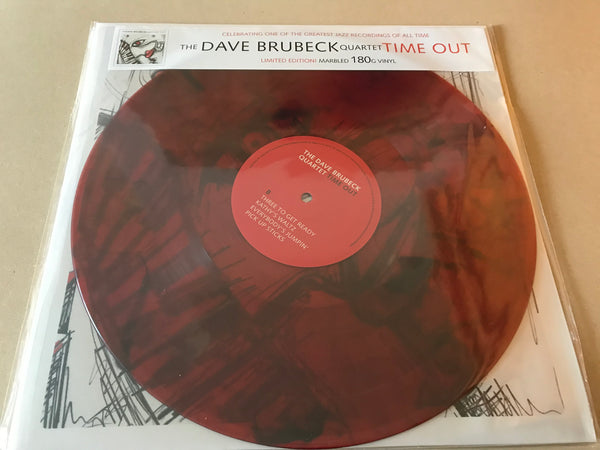 CELEBRATING ONE OF THE GREATEST JAZZ RECORDINGS OF ALL TIME
THE DAVE BRUBECK QUARTET TIME OUT
LIMITED EDITION! MARBLED 180G VINYL
THE DAVE BRUBECK
QUARTET TIME OUT
B
THREE TO GET READY
KATHY'S WALTZ
EVERYBODY'S JUMPIN'
PICK UP STICKS